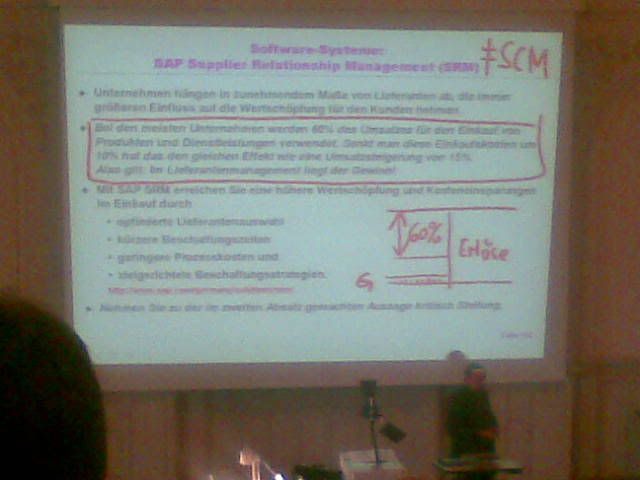 Software-Systeme:
SAP Supplier Relationship Management (SRM) ≠ SCM
Unternehmen hängen in zunehmendem Maße von Lieferanten ab, die immer
größeren Einfluss auf die Wertschöpfung für den Kunden nehmen.
Bei den meisten Unternehmen werden 60% des Umsatzes für den Einkauf von
Produkten und Dienstleistungen verwendet. Senkt man diese Einkaufskosten um
10% hat das den gleichen Effekt wie eine Umsatzsteigerung von 15%.
Also gilt: Im Lieferantenmanagement liegt der Gewinn!
Mit SAP SRM erreichen Sie eine höhere Wertschöpfung und Kosteneinsparungen
im Einkauf durch
• optimierte Lieferantenauswahl
• kürzere Beschaffungszeiten
• geringere Prozesskosten und
• zielgerichtete Beschaffungsstrategien.
60%
Erlöse
G
Nehmen Sie zu der im zweiten Absatz gemachten Aussage kritisch Stellung.